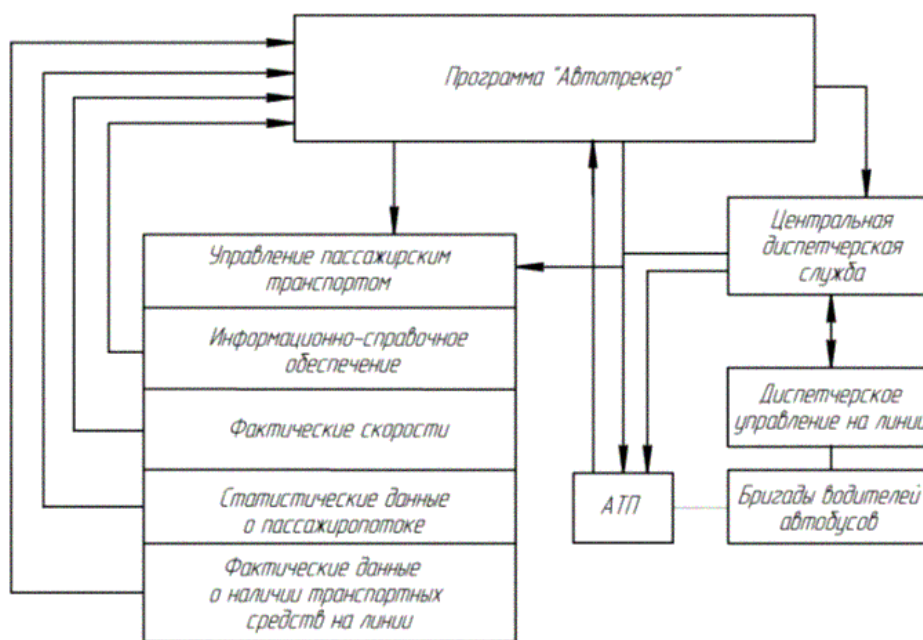 Программа "Автотрекер"
Центральная
диспетчерская
служба
Управление пассажирским
транспортом
Информационно-справочное
обеспечение
Диспетчерское
управление на линии
Фактические скорости
Статистические данные
о пассажиропотоке
АТП
Бригады водителей
автобусов
Фактические данные
о наличии транспортных
средств на линии